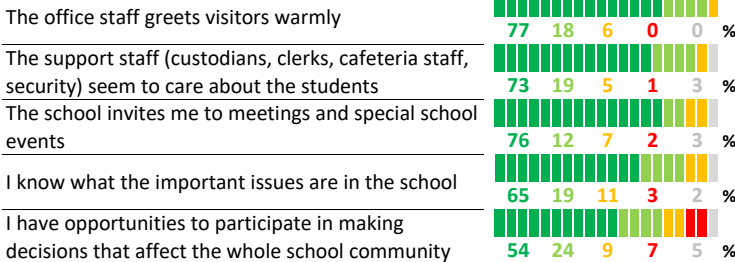 The office staff greets visitors warmly
77 18 6 0 0 %
The support staff (custodians, clerks, cafeteria staff,
security) seem to care about the students
73 19 5 1 3 %
The school invites me to meetings and special school
events
76 12 7 2 3 %
I know what the important issues are in the school
65 19 11 3 2 %
I have opportunities to participate in making
decisions that affect the whole school community
54 24 9 7 5 %